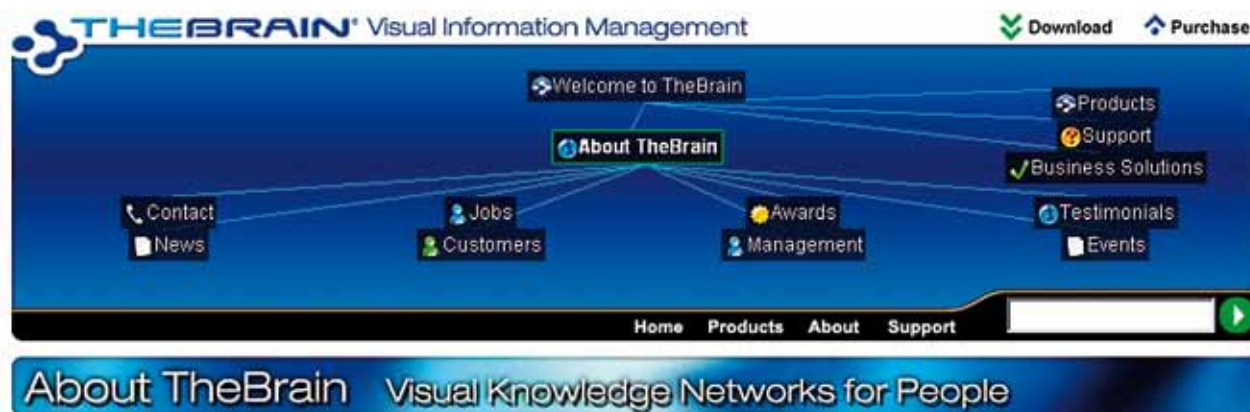 THEBRAIN® Visual Information Management Download Purchase
Welcome to TheBrain
Products
Support
About TheBrain
Business Solutions
Contact Jobs Awards Testimonials
News Customers Management Events
Home Products About Support
About TheBrain Visual Knowledge Networks for People